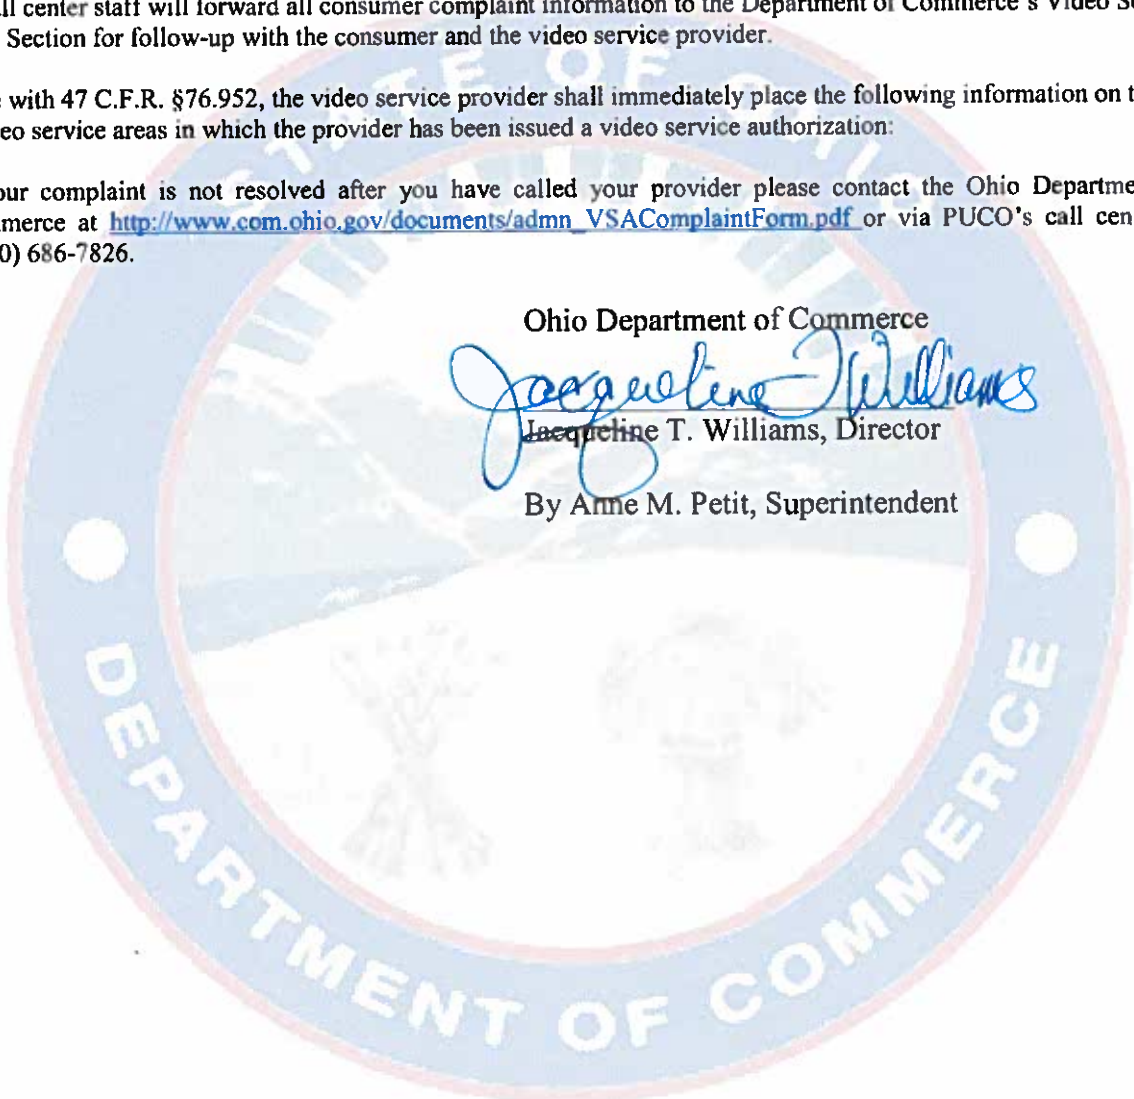 ll center staff will forward all consumer complaint information to the Department of Commerce's Video S
Section for follow-up with the consumer and the video service provider.
with 47 C.F.R. §76.952, the video service provider shall immediately place the following information on t
eo service areas in which the provider has been issued a video service authorization:
our complaint is not resolved after you have called your provider please contact the Ohio Departme
merce at http://www.com.ohio.gov/documents/admn_VSAComplaintForm.pdf or via PUCO's call cen
0) 686-7826.
Ohio Department of Commerce
Jacqueline T Williams
Jacqueline T. Williams, Director
By Anne M. Petit, Superintendent
STATE OF OHIO
DEPARTMENT OF COMMERCE